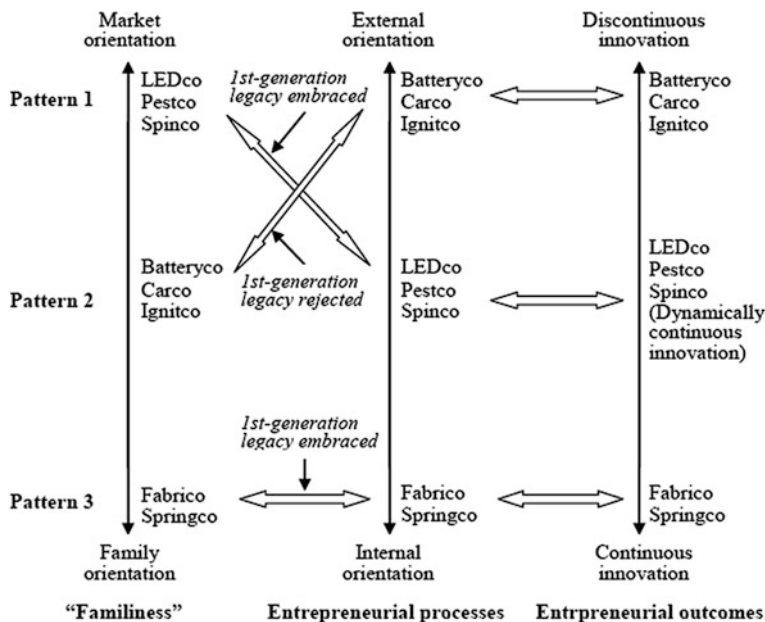 Market
orientation
External
orientation
Discontinuous
innovation
Pattern 1
LEDco
Pestco
Spinco
1st-generation
legacy embraced
Batteryco
Carco
Ignitco
Batteryco
Carco
Ignitco
Pattern 2
Batteryco
Carco
Ignitco
1st-generation
legacy rejected
LEDco
Pestco
Spinco
LEDco
Pestco
Spinco
(Dynamically
continuous
innovation)
Pattern 3
Fabrico
Springco
1st-generation
legacy embraced
Fabrico
Springco
Fabrico
Springco
Family
orientation
Internal
orientation
Continuous
innovation
“Familiness”
Entrepreneurial processes
Entrpreneurial outcomes